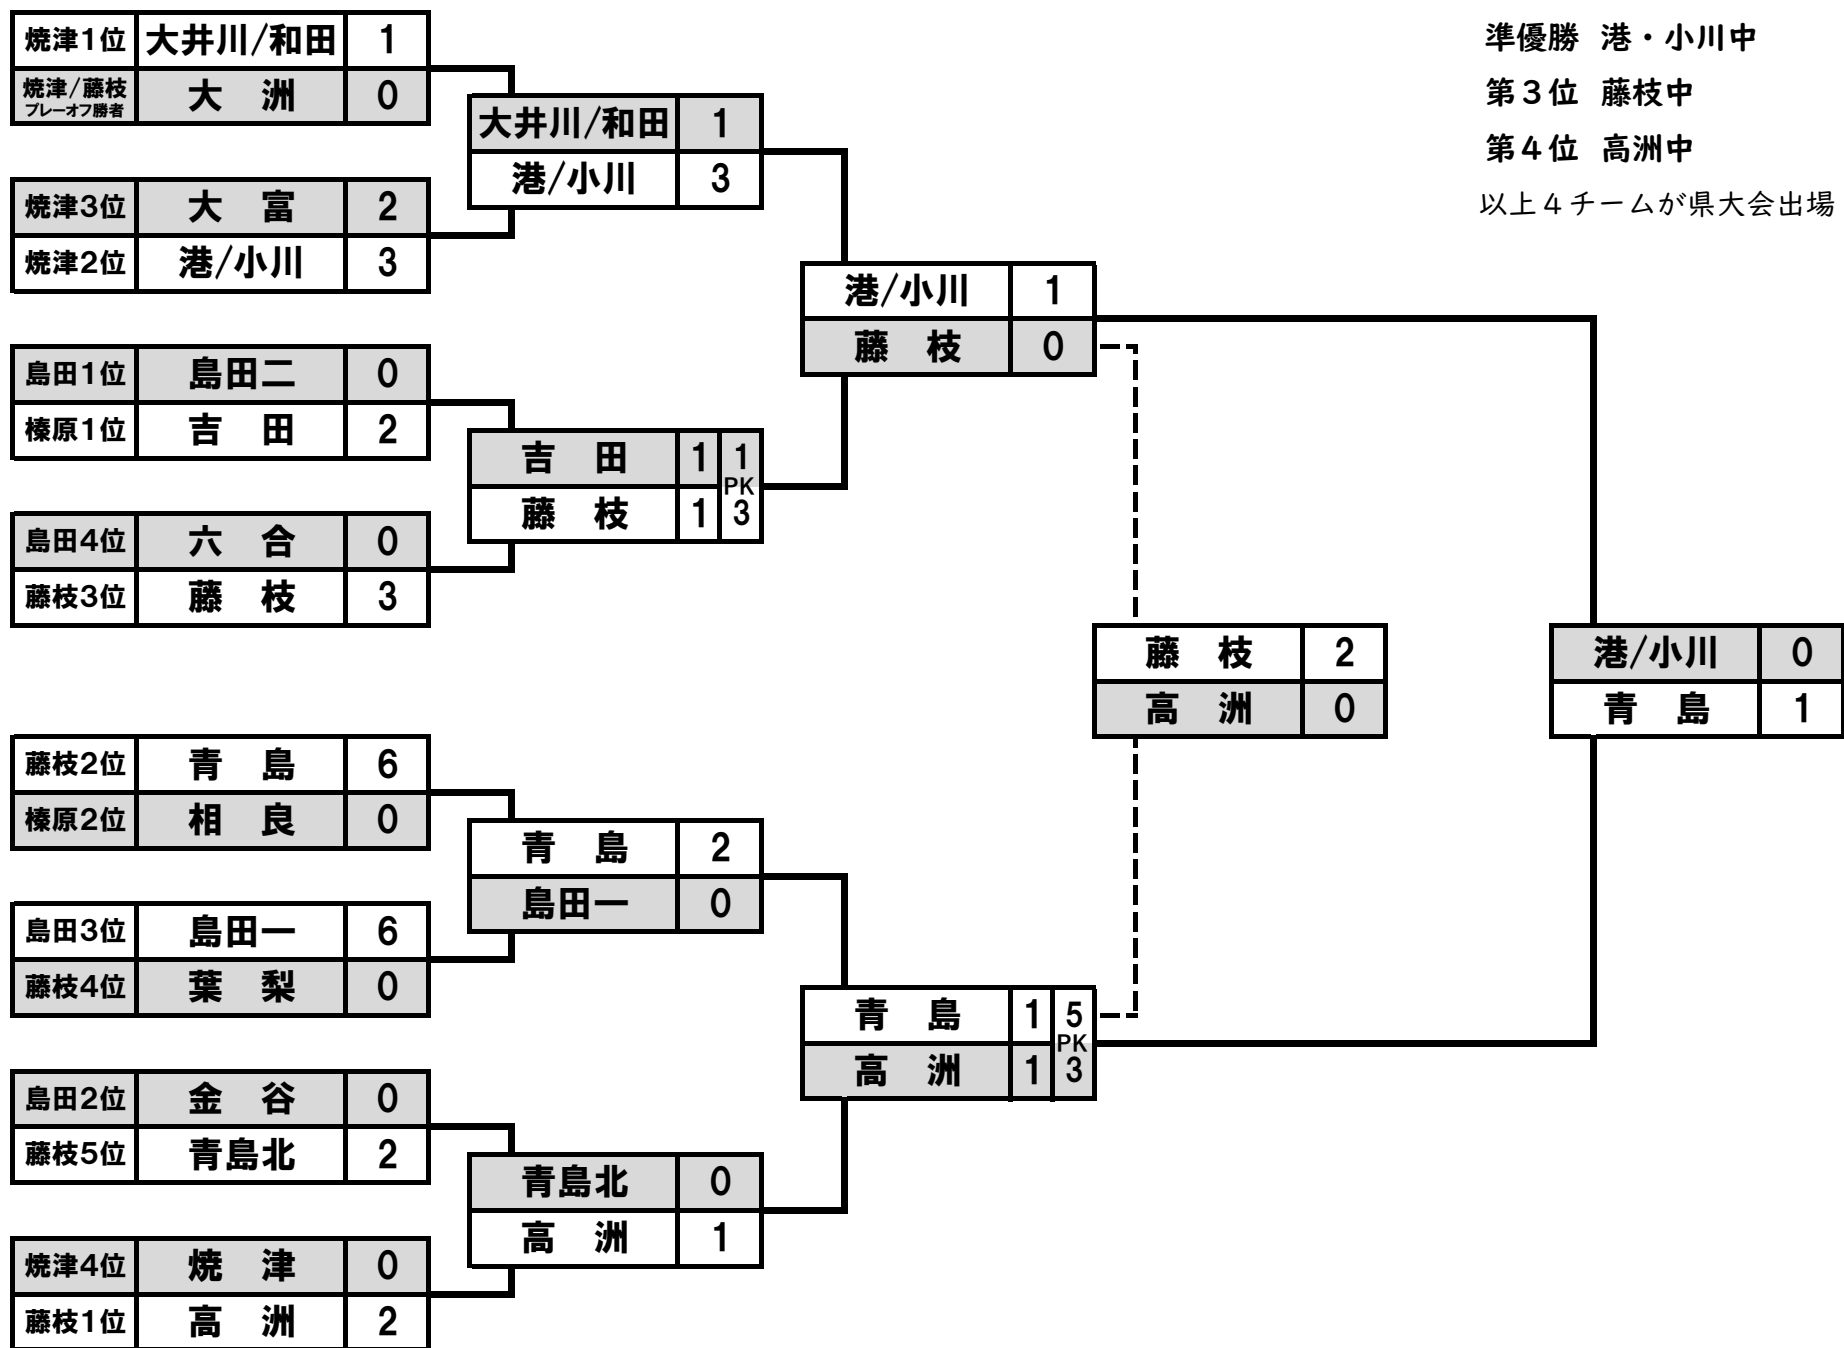 準優勝 港・小川中
第３位 藤枝中
第４位 高洲中
以上４チームが県大会出場
焼津1位 大井川/和田 1
焼津/藤枝
プレーオフ勝者 大 洲 0
焼津3位 大 富 2
焼津2位 港/小川 3
島田1位 島田二 0
榛原1位 吉 田 2
島田4位 六 合 0
藤枝3位 藤 枝 3
藤枝2位 青 島 6
榛原2位 相 良 0
島田3位 島田一 6
藤枝4位 葉 梨 0
島田2位 金 谷 0
藤枝5位 青島北 2
焼津4位 焼 津 0
藤枝1位 高 洲 2
大井川/和田 1
港/小川 3
吉 田 1 1
PK
藤 枝 1 3
青 島 2
島田一 0
青島北 0
高 洲 1
港/小川 1
藤 枝 0
青 島 1 5
PK
高 洲 1 3
藤 枝 2
高 洲 0
港/小川 0
青 島 1